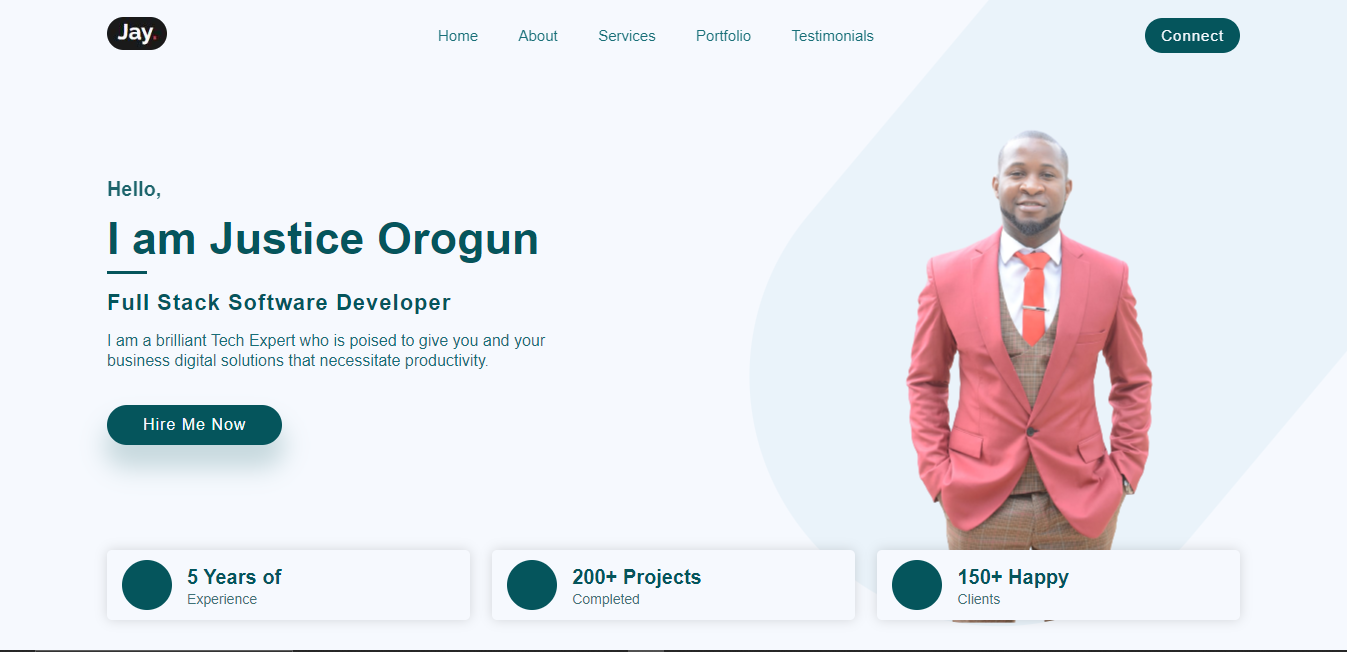 Jay.
Home
About
Services
Portfolio
Testimonials
Connect
Hello,
I am Justice Orogun
Full Stack Software Developer
I am a brilliant Tech Expert who is poised to give you and your
business digital solutions that necessitate productivity.
Hire Me Now
5 Years of
Experience
200+ Projects
Completed
150+ Happy
Clients